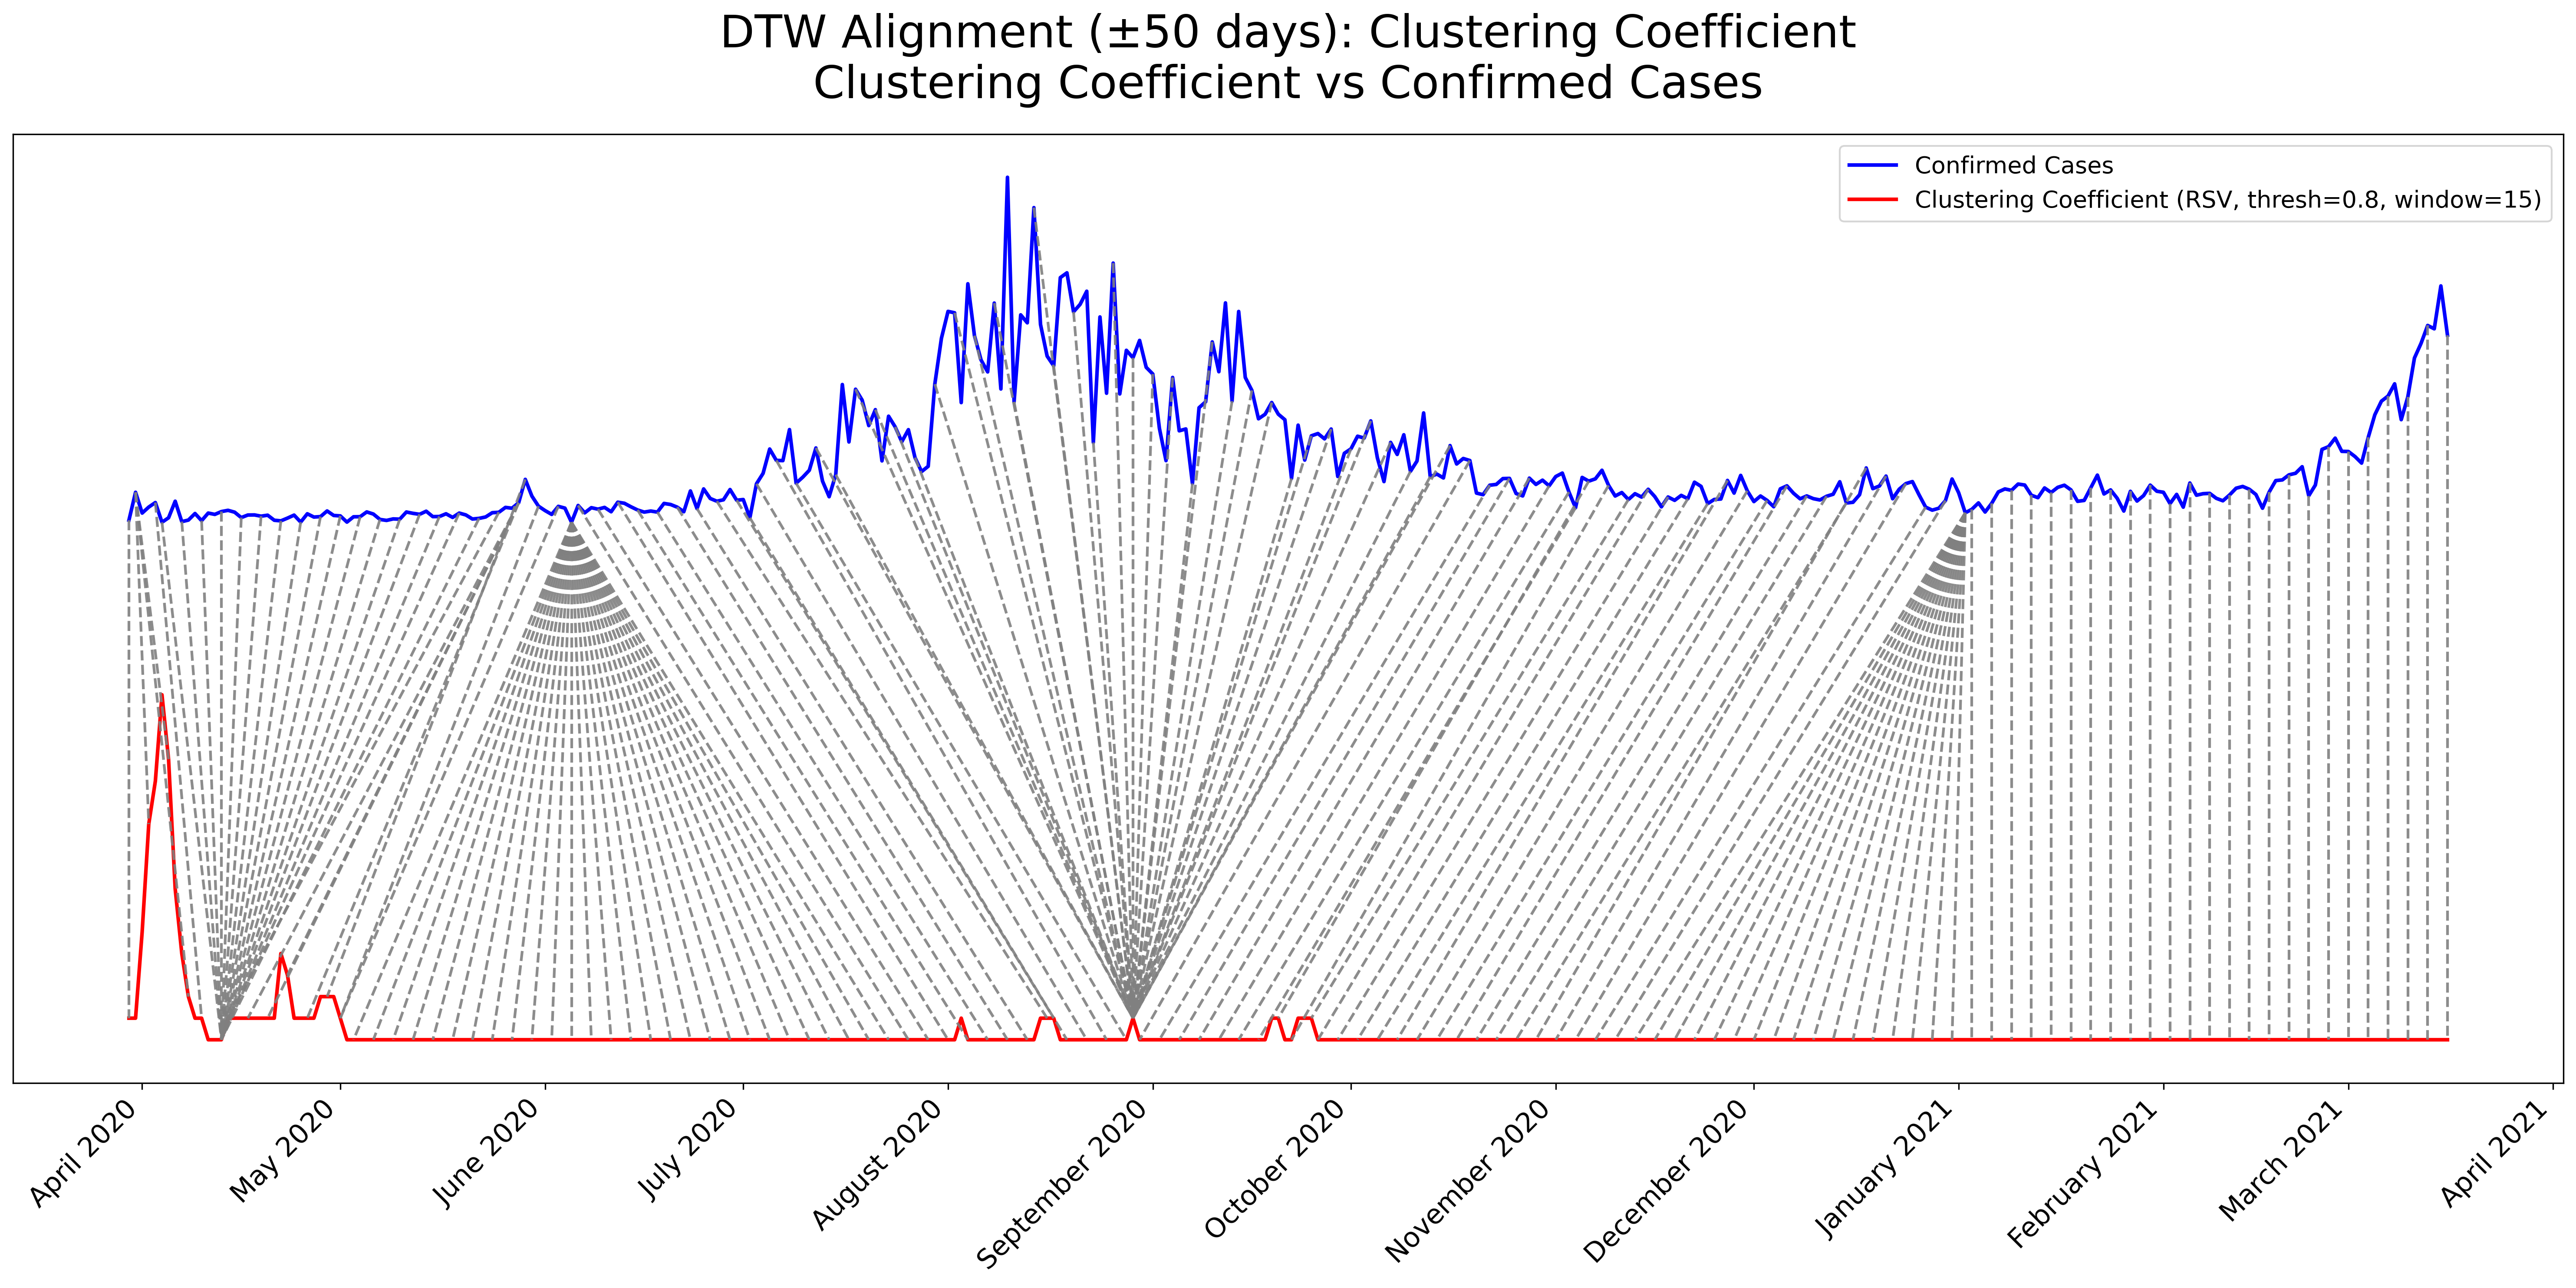 DTW Alignment (±50 days): Clustering Coefficient
Clustering Coefficient vs Confirmed Cases
Confirmed Cases
Clustering Coefficient (RSV, thresh=0.8, window=15)
April 2020
May 2020
June 2020
July 2020
August 2020
September 2020
October 2020
November 2020
December 2020
January 2021
February 2021
March 2021
April 2021